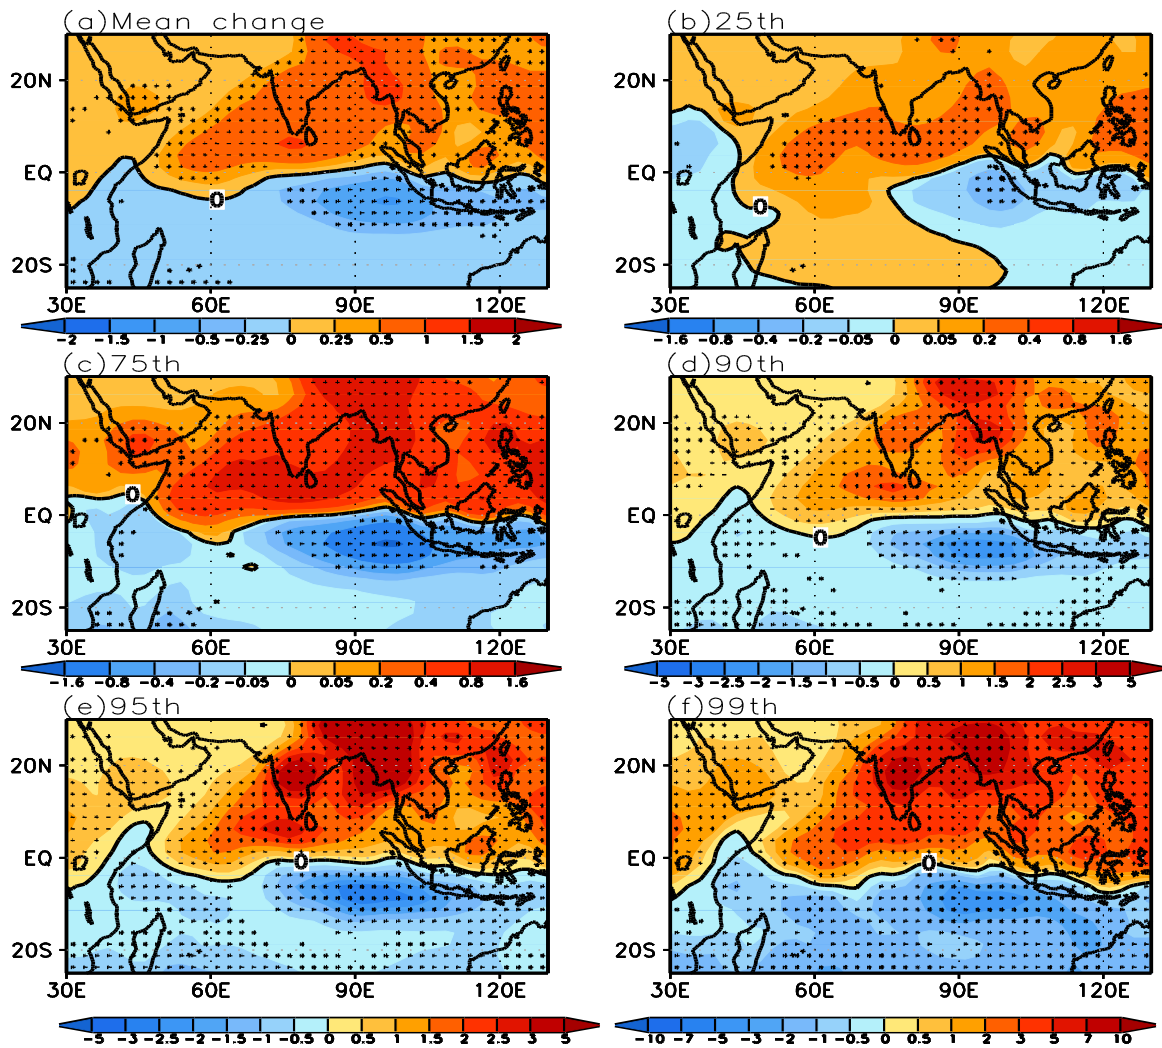 (a)Mean change
(b)25th
20N
EQ
20S
0
30E 60E 90E 120E
20N
EQ
20S
0
30E 60E 90E 120E
-2 -1.5 -1 -0.5 -0.25 0 0.25 0.5 1 1.5 2
-1.6 -0.8 -0.4 -0.2 -0.05 0 0.05 0.2 0.4 0.8 1.6
(c)75th
(d)90th
20N
EQ
20S
0
30E 60E 90E 120E
20N
EQ
20S
0
30E 60E 90E 120E
-1.6 -0.8 -0.4 -0.2 -0.05 0 0.05 0.2 0.4 0.8 1.6
-5 -3 -2.5 -2 -1.5 -1 -0.5 0 0.5 1 1.5 2 2.5 3 5
(e)95th
(f)99th
20N
EQ
20S
0
30E 60E 90E 120E
20N
EQ
20S
0
30E 60E 90E 120E
-5 -3 -2.5 -2 -1.5 -1 -0.5 0 0.5 1 1.5 2 2.5 3 5
-10 -7 -5 -3 -2 -1 -0.5 0 0.5 1 2 3 5 7 10